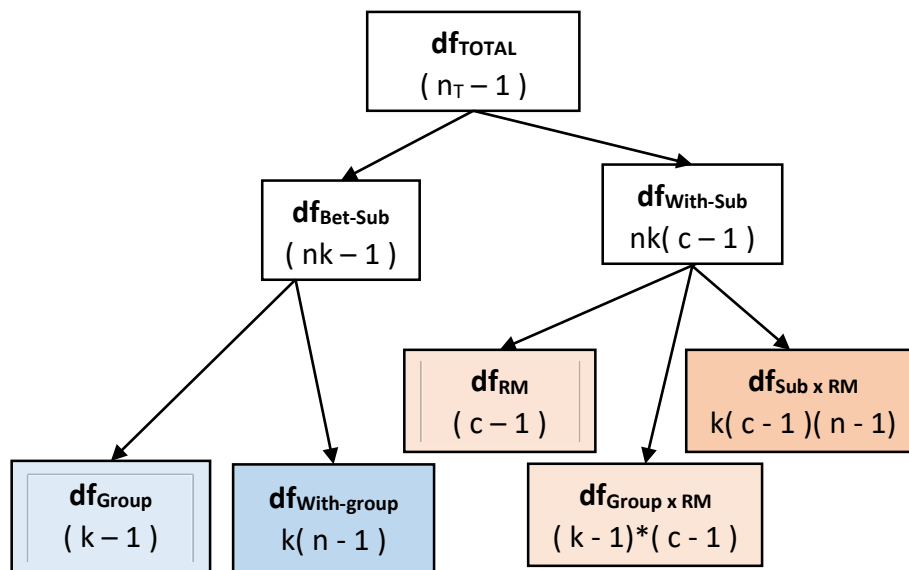 dfTOTAL
( nT – 1 )
dfBet-Sub
( nk – 1 )
dfWith-Sub
nk( c – 1 )
dfRM
( c – 1 )
dfSub x RM
k( c - 1 )( n - 1)
dfGroup
( k – 1 )
dfWith-group
k( n - 1 )
dfGroup x RM
( k - 1 )*( c - 1 )